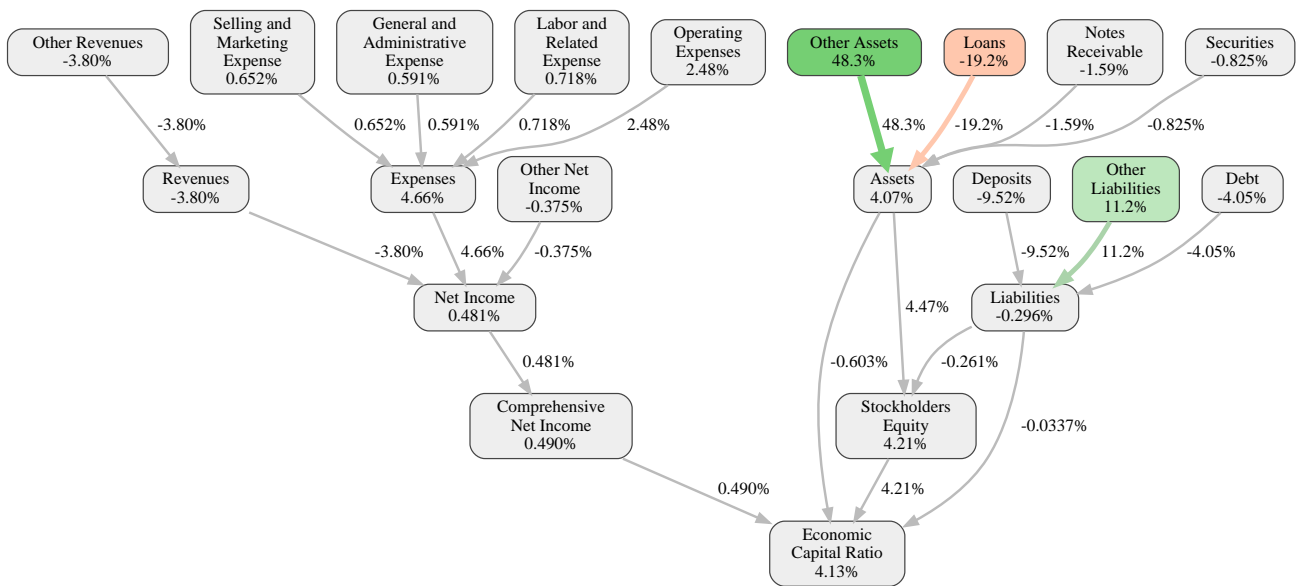 Other Revenues
-3.80%
Selling and
Marketing
Expense
0.652%
General and
Administrative
Expense
0.591%
Labor and
Related
Expense
0.718%
Operating
Expenses
2.48%
Other Assets
48.3%
Loans
-19.2%
Notes
Receivable
-1.59%
Securities
-0.825%
-3.80%
0.652%
0.591%
0.718%
2.48%
48.3%
-19.2%
-1.59%
-0.825%
Revenues
-3.80%
Expenses
4.66%
Other Net
Income
-0.375%
Assets
4.07%
Deposits
-9.52%
Other
Liabilities
11.2%
Debt
-4.05%
-3.80%
4.66%
-0.375%
-9.52%
11.2%
-4.05%
Net Income
0.481%
4.47%
Liabilities
-0.296%
0.481%
-0.603%
-0.261%
Comprehensive
Net Income
0.490%
Stockholders
Equity
4.21%
-0.0337%
0.490%
4.21%
Economic
Capital Ratio
4.13%